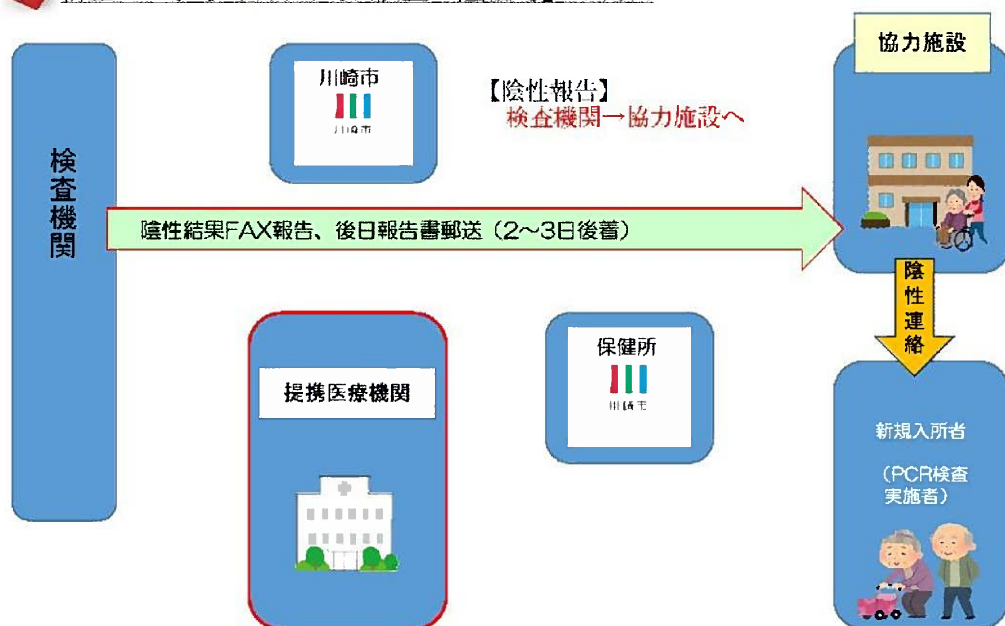 検査機関
川崎市
川崎市
【陰性報告】
検査機関→協力施設へ
協力施設
陰性結果FAX報告、後日報告書郵送（2～3日後着）
陰性連絡
提携医療機関
保健所
川崎市
新規入所者
（PCR検査
実施者）